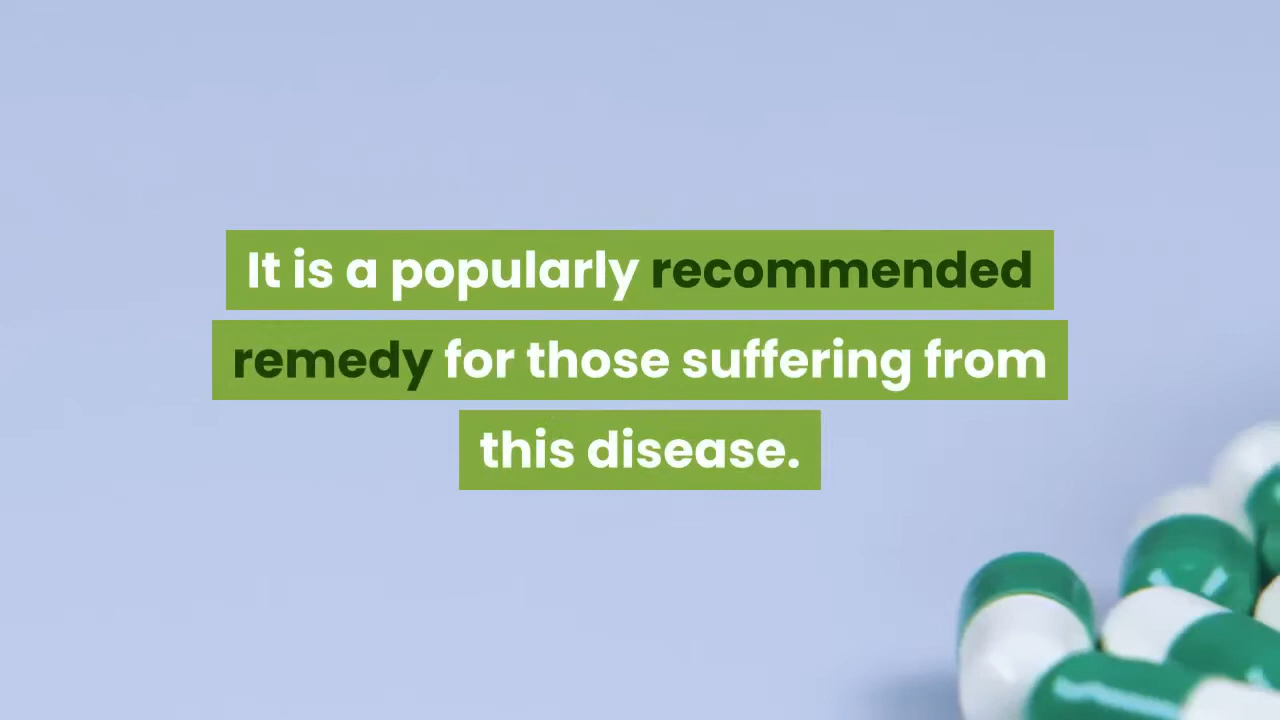 It is a popularly recommended
remedy for those suffering from
this disease.